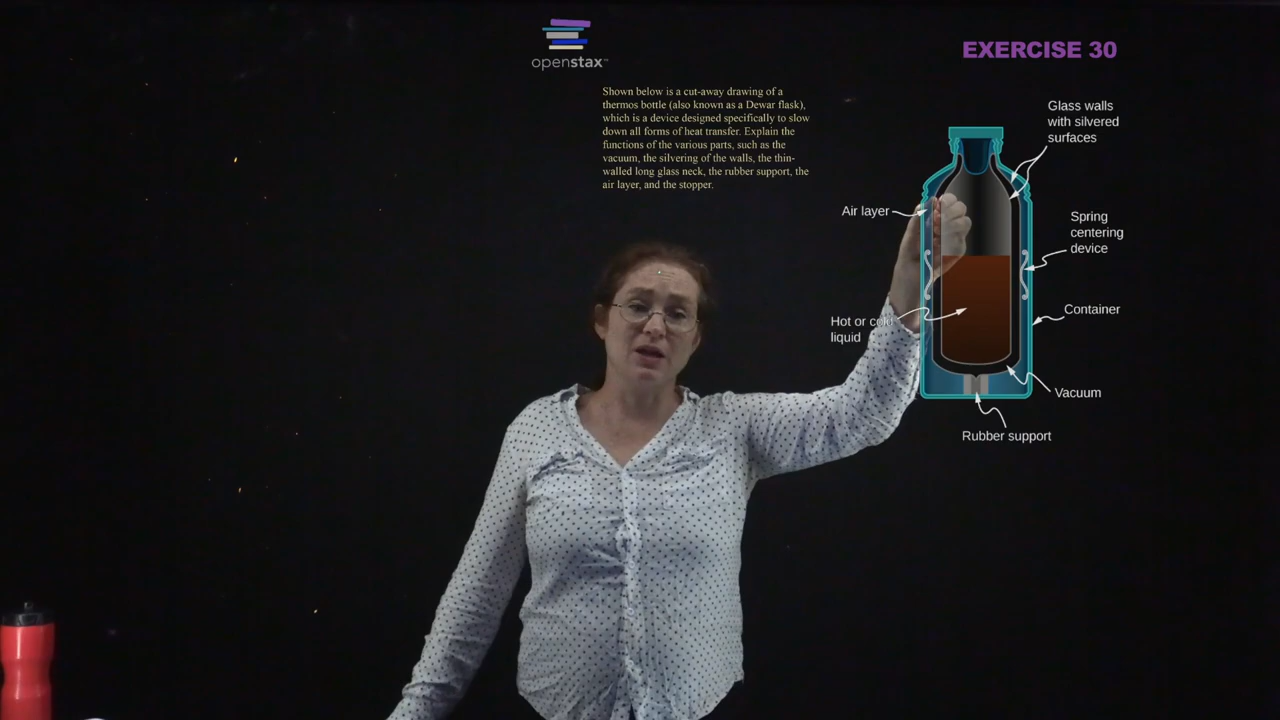 openstax™
EXERCISE 30
Shown below is a cut-away drawing of a
thermos bottle (also known as a Dewar flask),
which is a device designed specifically to slow
down all forms of heat transfer. Explain the
functions of the various parts, such as the
vacuum, the silvering of the walls, the thin-
walled long glass neck, the rubber support, the
air layer, and the stopper.
Glass walls
with silvered
surfaces
Air layer
Spring
centering
device
Hot or cold
liquid
Container
Vacuum
Rubber support